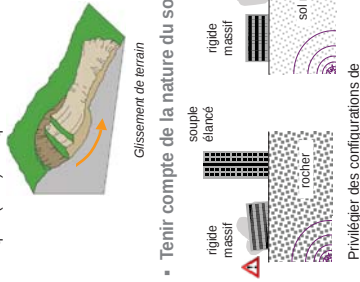 Glissement de terrain
▪ Tenir compte de la nature du so
souple
élancé
rigide
massif
rigide
massif
rocher
sol
Privilégier des configurations de